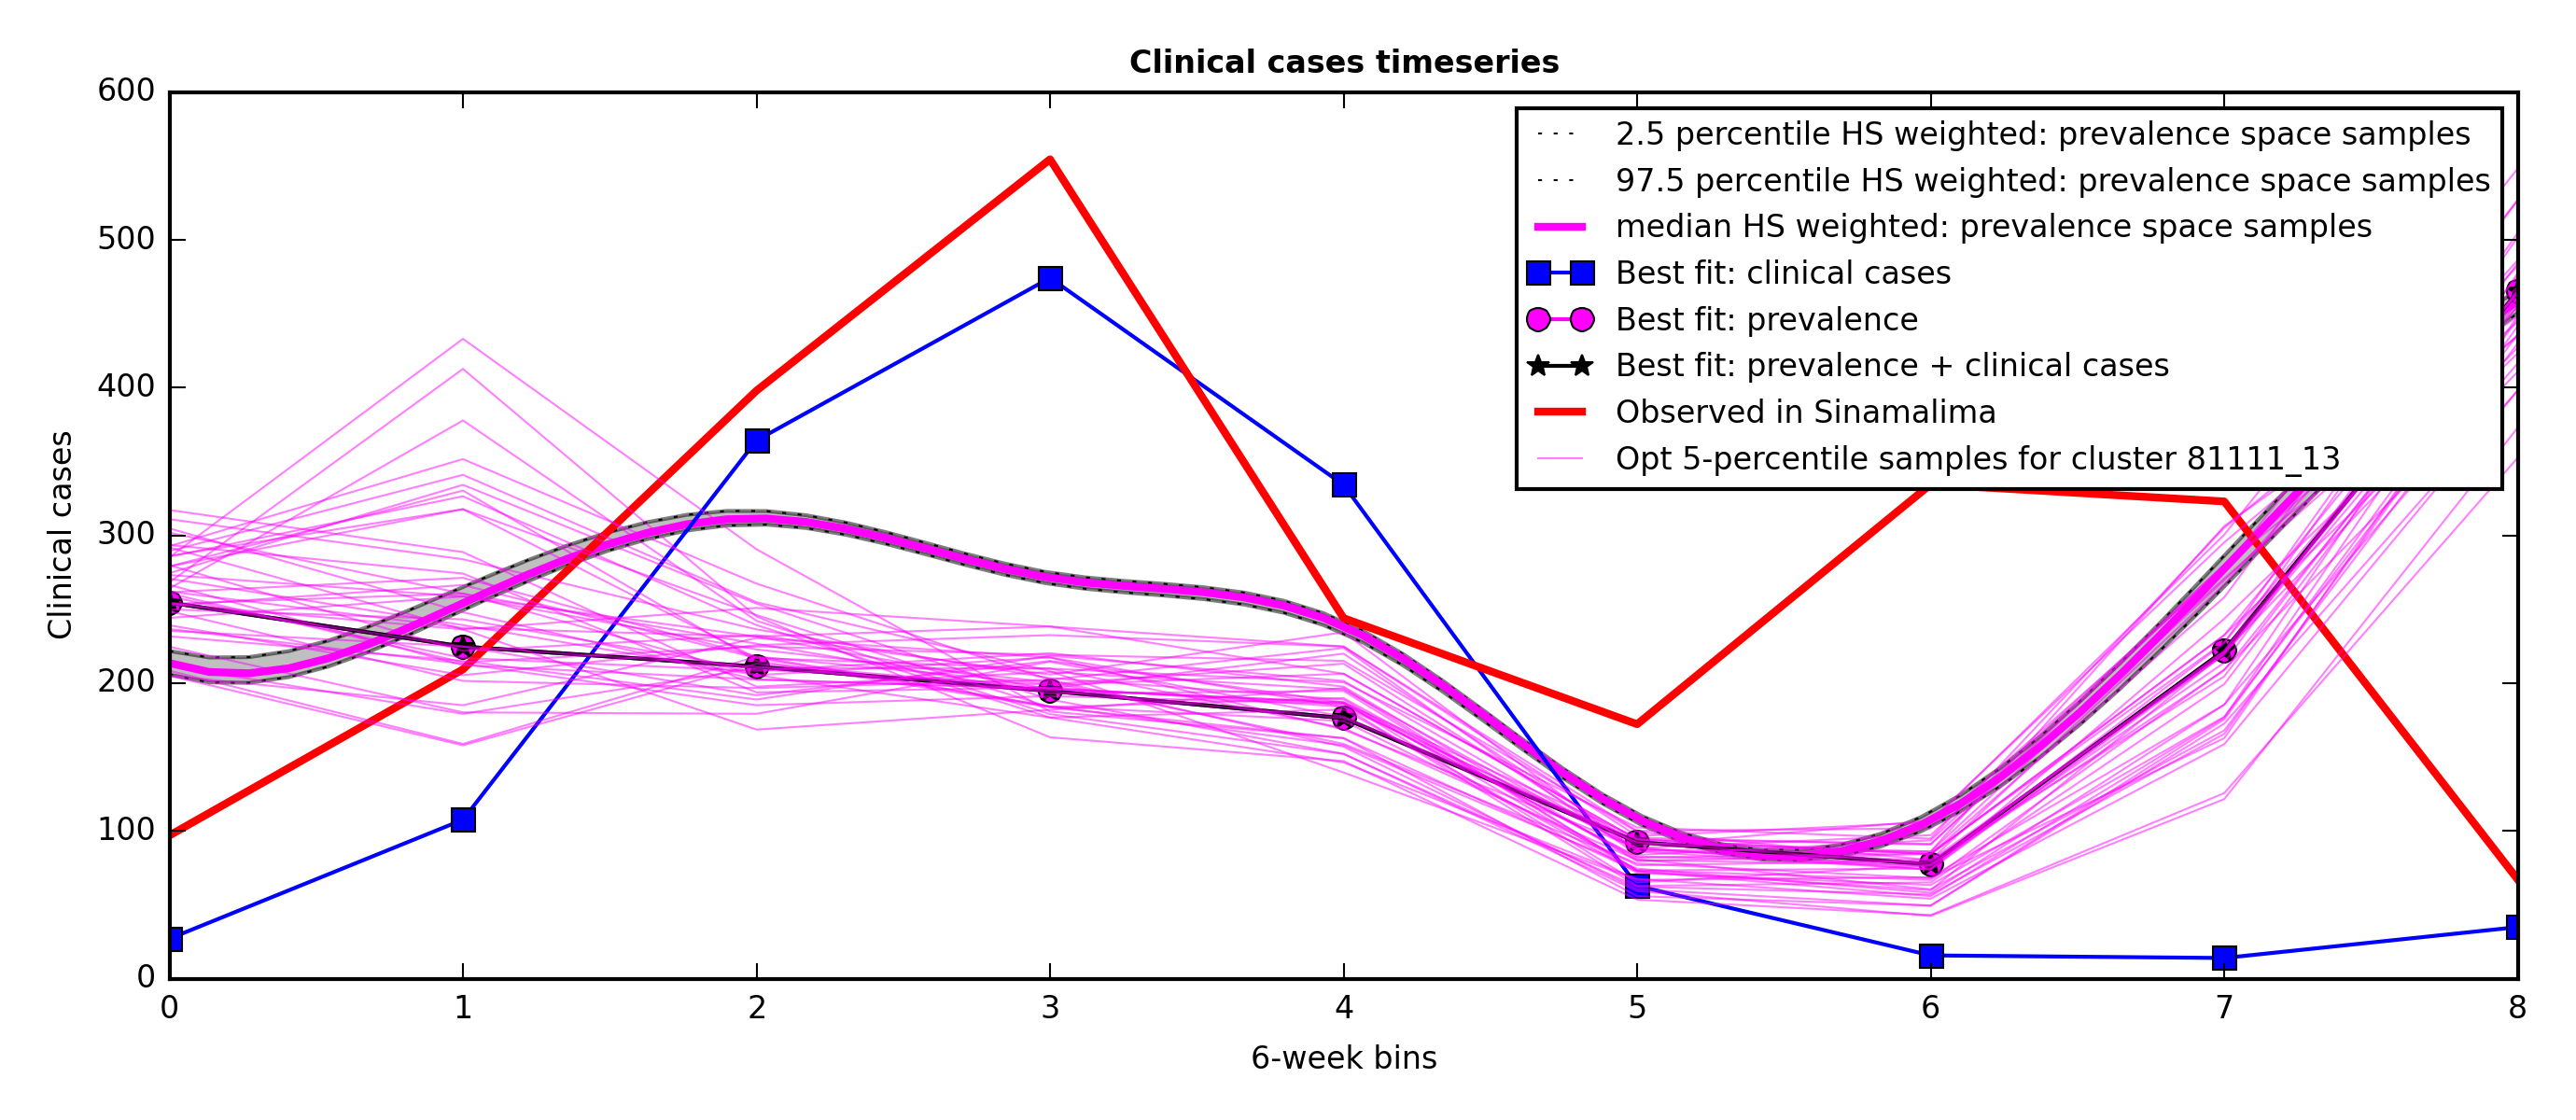 Clinical cases timeseries
600
500
400
300
200
100
0
Clinical cases
2.5 percentile HS weighted: prevalence space samples
97.5 percentile HS weighted: prevalence space samples
median HS weighted: prevalence space samples
Best fit: clinical cases
Best fit: prevalence
Best fit: prevalence + clinical cases
Observed in Sinamalima
Opt 5-percentile samples for cluster 81111_13
0 1 2 3 4 5 6 7 8
6-week bins